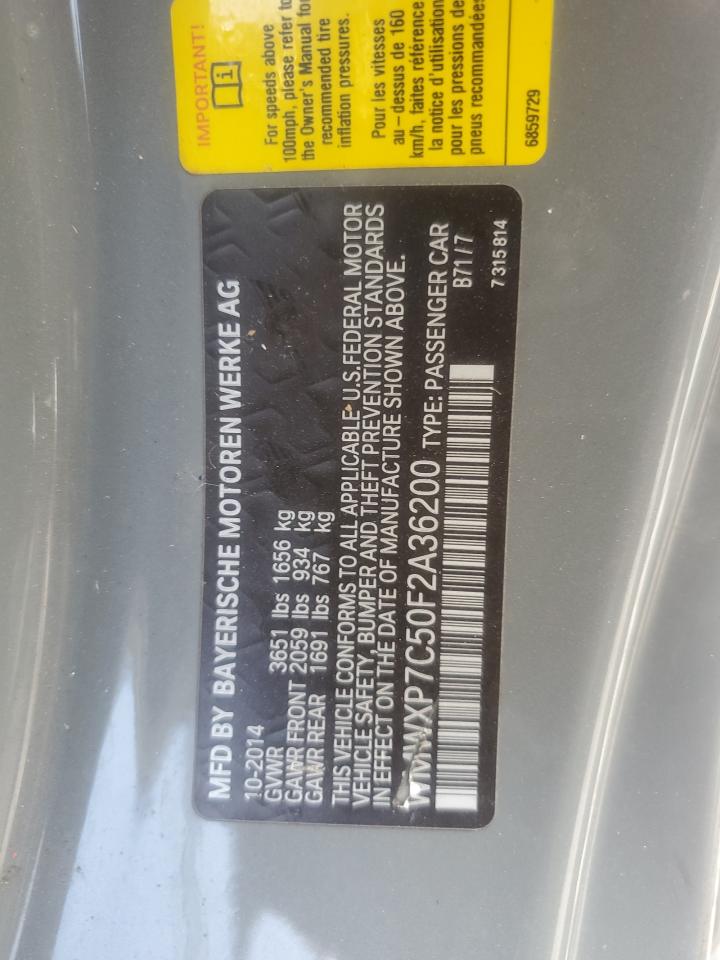 IMPORTANT!
For speeds above
100mph, please refer to
the Owner's Manual for
recommended tire
inflation pressures.
Pour les vitesses
au - dessus de 160
km/h, faites référence
la notice d'utilisation
pour les pressions de
pneus recommandées
6859729
MFD BY BAYERISCHE MOTOREN WERKE AG
10-2014
GVWR 3651 lbs 1656 kg
GAWR FRONT 2059 lbs 934 kg
GAWR REAR 1691 lbs 767 kg
THIS VEHICLE CONFORMS TO ALL APPLICABLE U.S.FEDERAL MOTOR
VEHICLE SAFETY, BUMPER AND THEFT PREVENTION STANDARDS
IN EFFECT ON THE DATE OF MANUFACTURE SHOWN ABOVE.
WMWXP7C50F2A36200 TYPE: PASSENGER CAR
B71/7
7 315 814